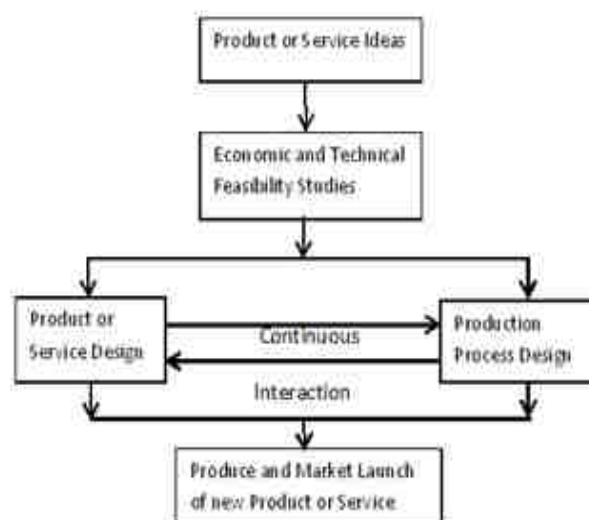 Product or Service Ideas
Economic and Technical
Feasibility Studies
Product or
Service Design
Continuous
Interaction
Production
Process Design
Produce and Market Launch
of new Product or Service